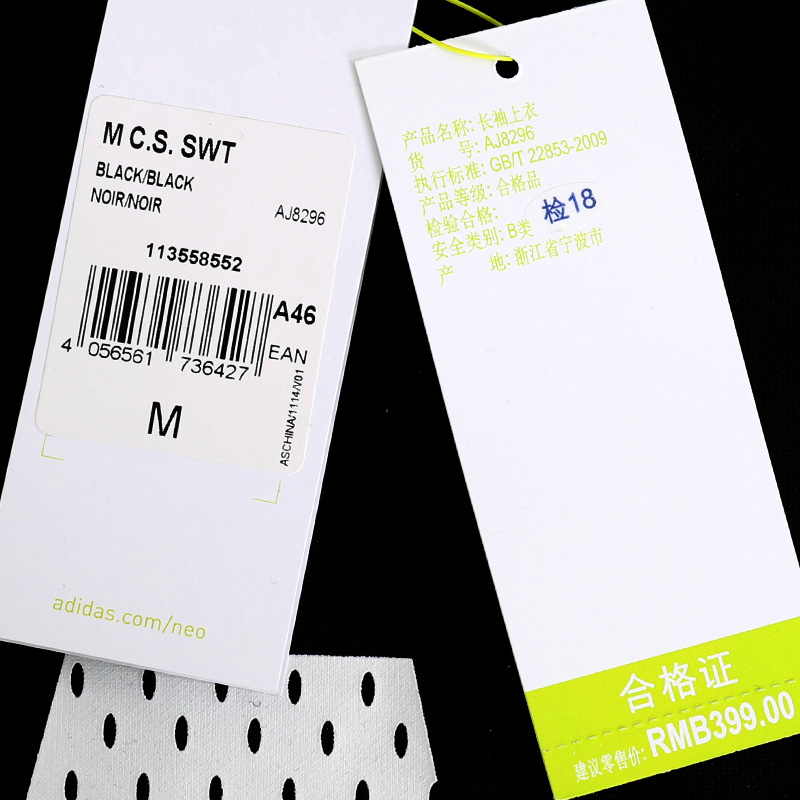 M C.S. SWT
BLACK/BLACK
NOIR/NOIR
AJ8296
113558552
A46
4 056561 736427
EAN
M
ASCHINA/1114/V01
adidas.com/neo
产品名称: 长袖上衣
货 号: AJ8296
执行标准: GB/T 22853-2009
产品等级: 合格品
检验合格: 检18
安全类别: B类
产 地: 浙江省宁波市
合格证
建议零售价: RMB399.00